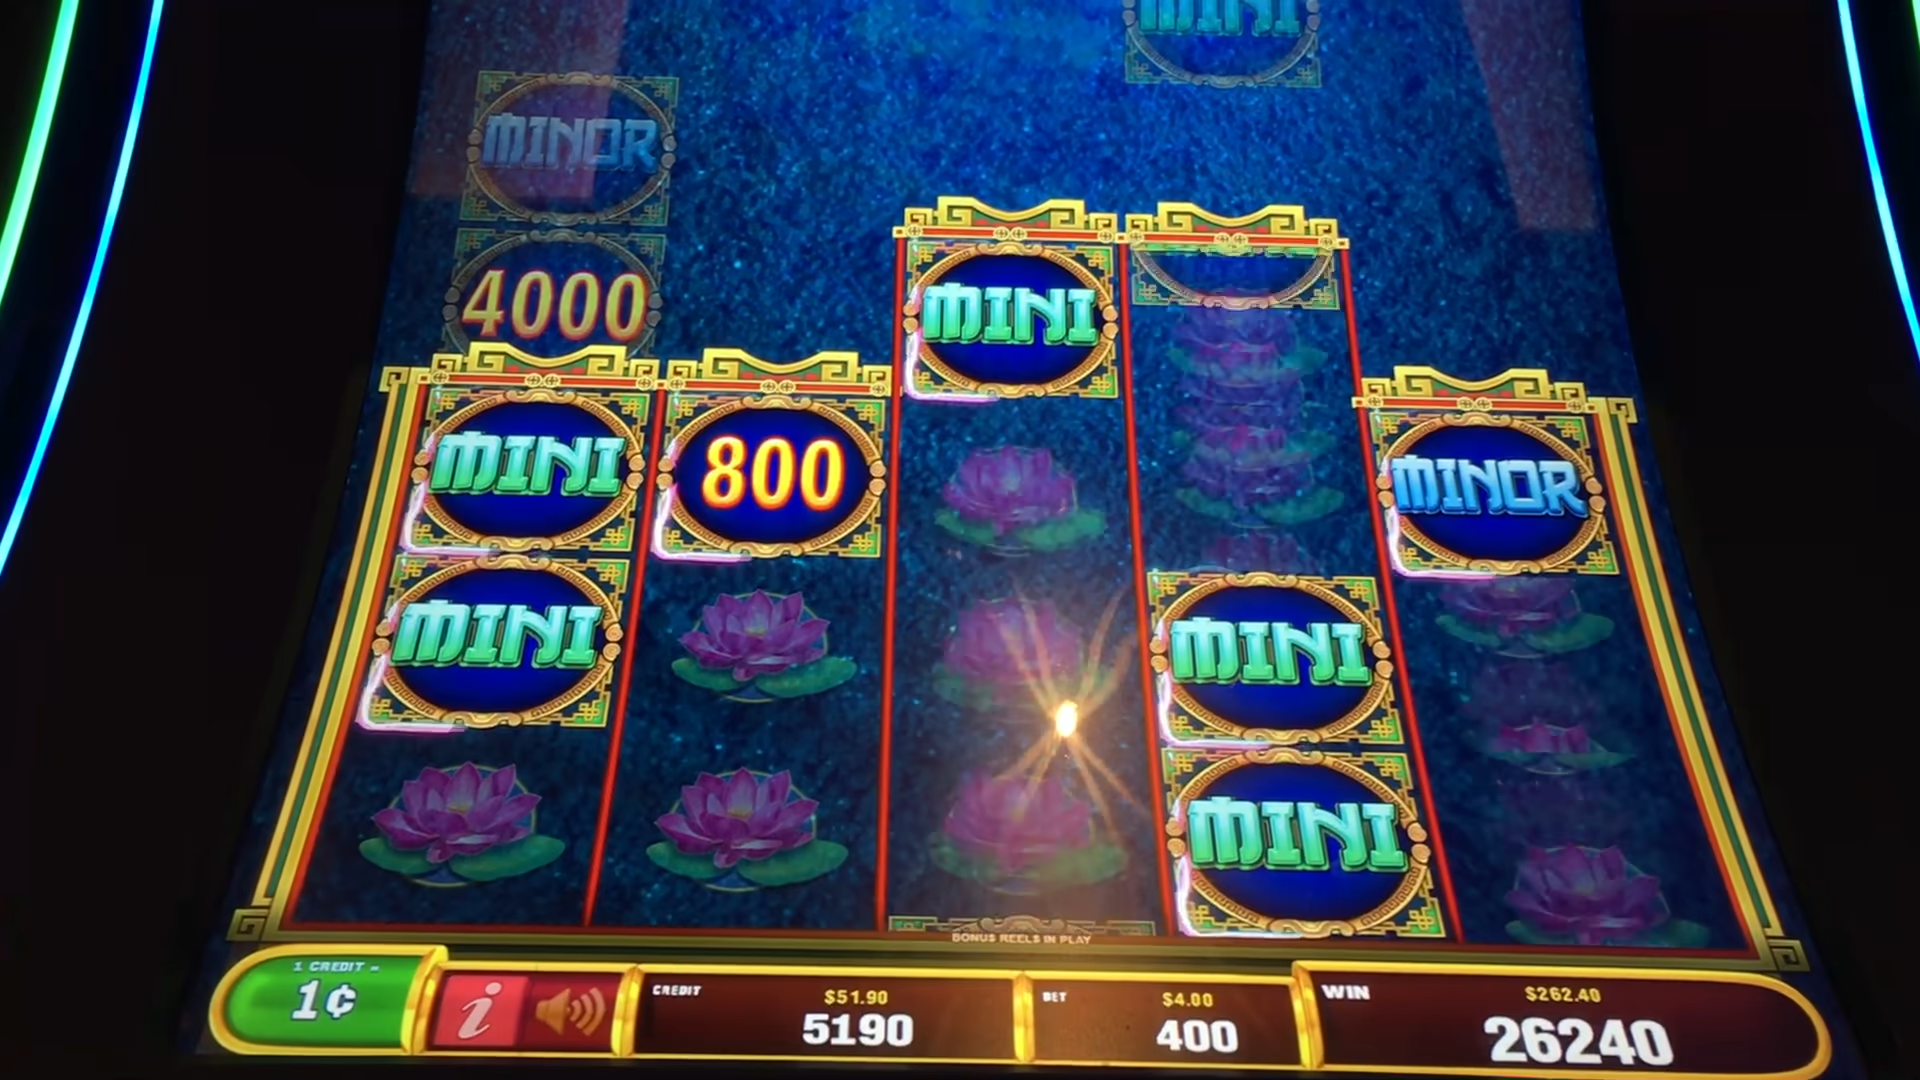 MINI
MINOR
4000
MINI
MINI
800
MINOR
MINI
MINI
MINI
BONUS REELS IN PLAY
1 CREDIT =
1¢
i
CREDIT
$51.90
5190
BET
$4.00
400
WIN
$262.40
26240